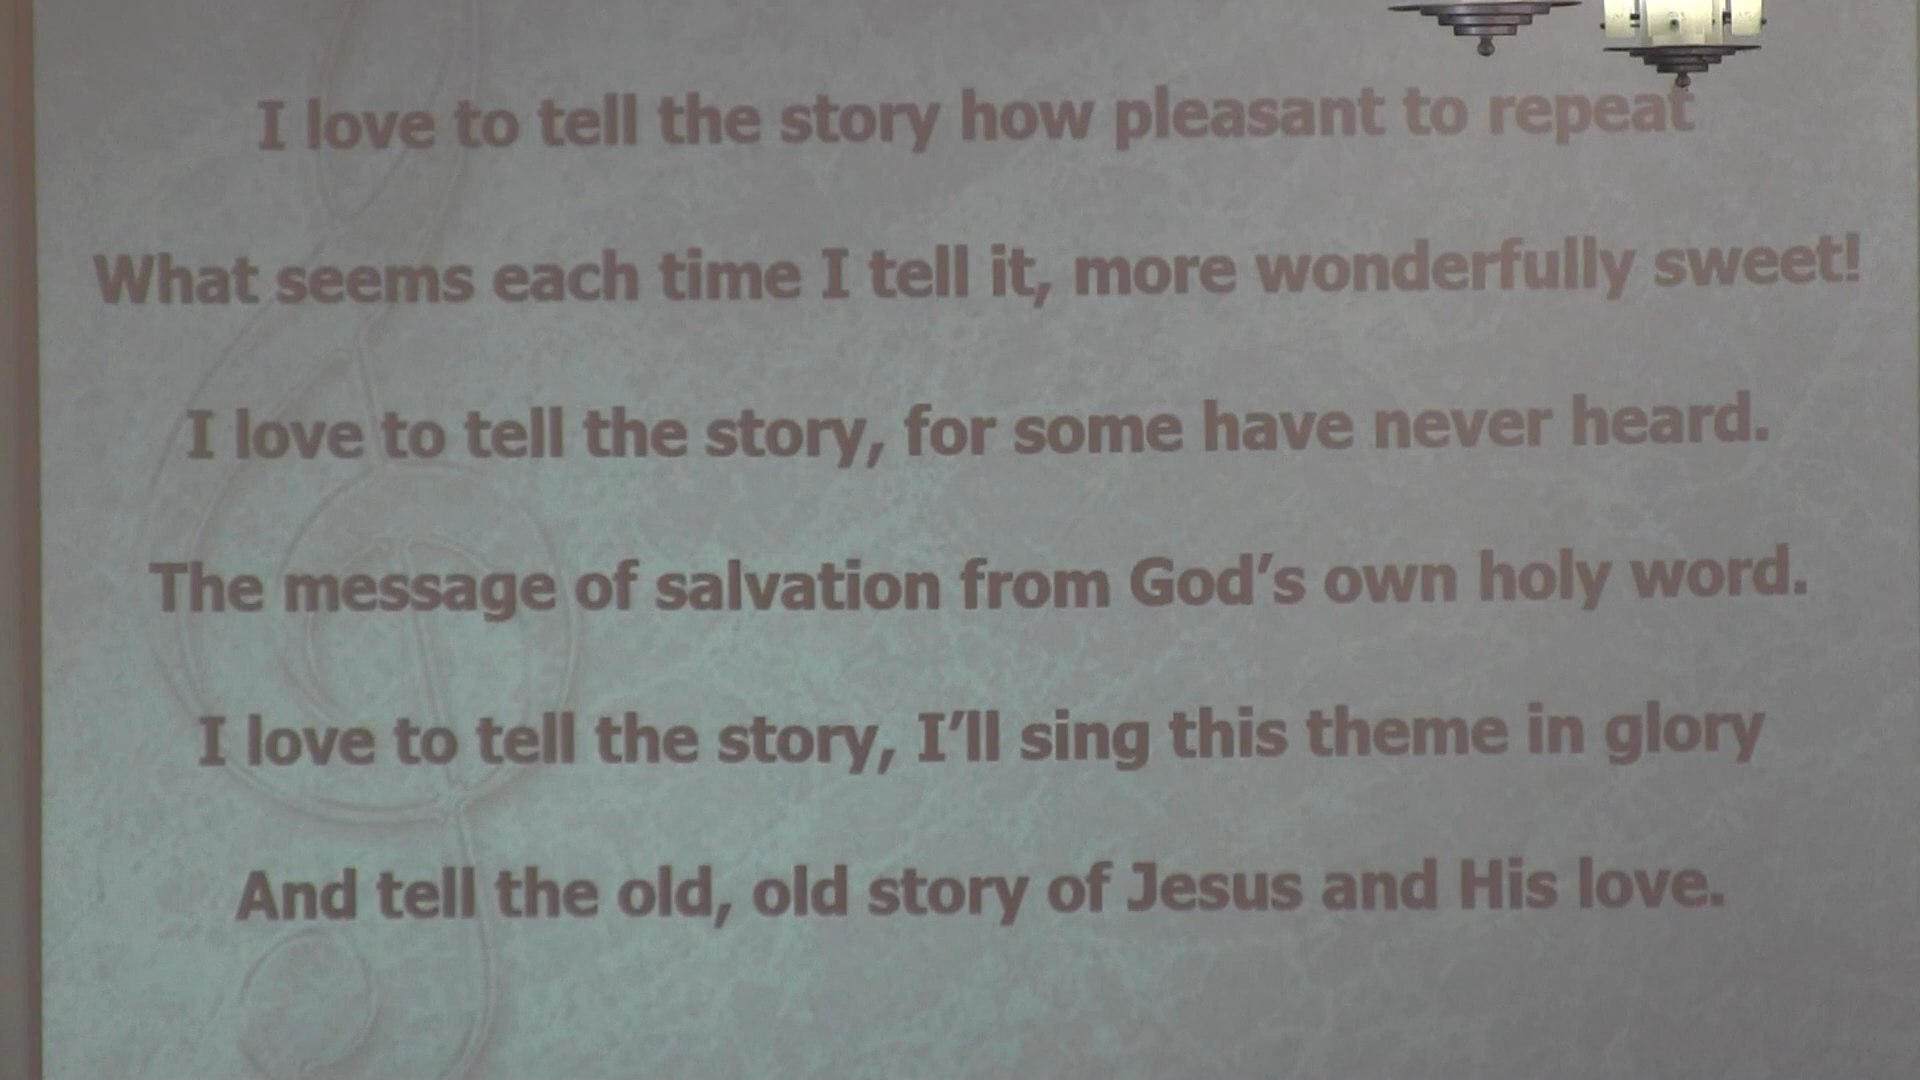 I love to tell the story how pleasant to repeat
What seems each time I tell it, more wonderfully sweet!
I love to tell the story, for some have never heard.
The message of salvation from God’s own holy word.
I love to tell the story, I’ll sing this theme in glory
And tell the old, old story of Jesus and His love.